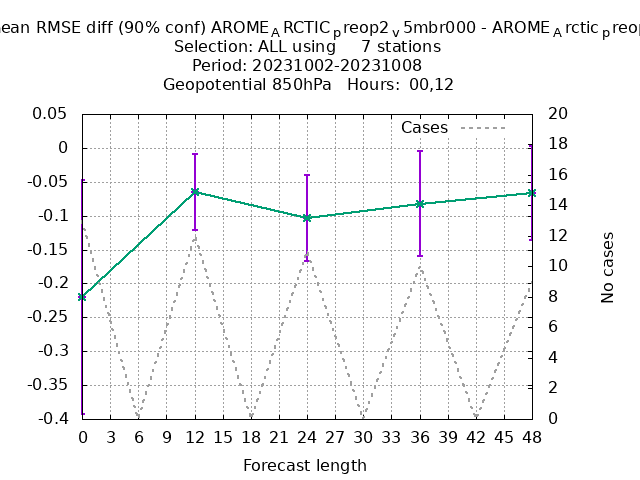 ean RMSE diff (90% conf) AROME_ARCTIC_preop2_v5mbr000 - AROME_Arctic_preop
Selection: ALL using 7 stations
Period: 20231002-20231008
Geopotential 850hPa Hours: 00,12
Cases
0.05
0
-0.05
-0.1
-0.15
-0.2
-0.25
-0.3
-0.35
-0.4
20
18
16
14
12
10
8
6
4
2
0
No cases
0 3 6 9 12 15 18 21 24 27 30 33 36 39 42 45 48
Forecast length